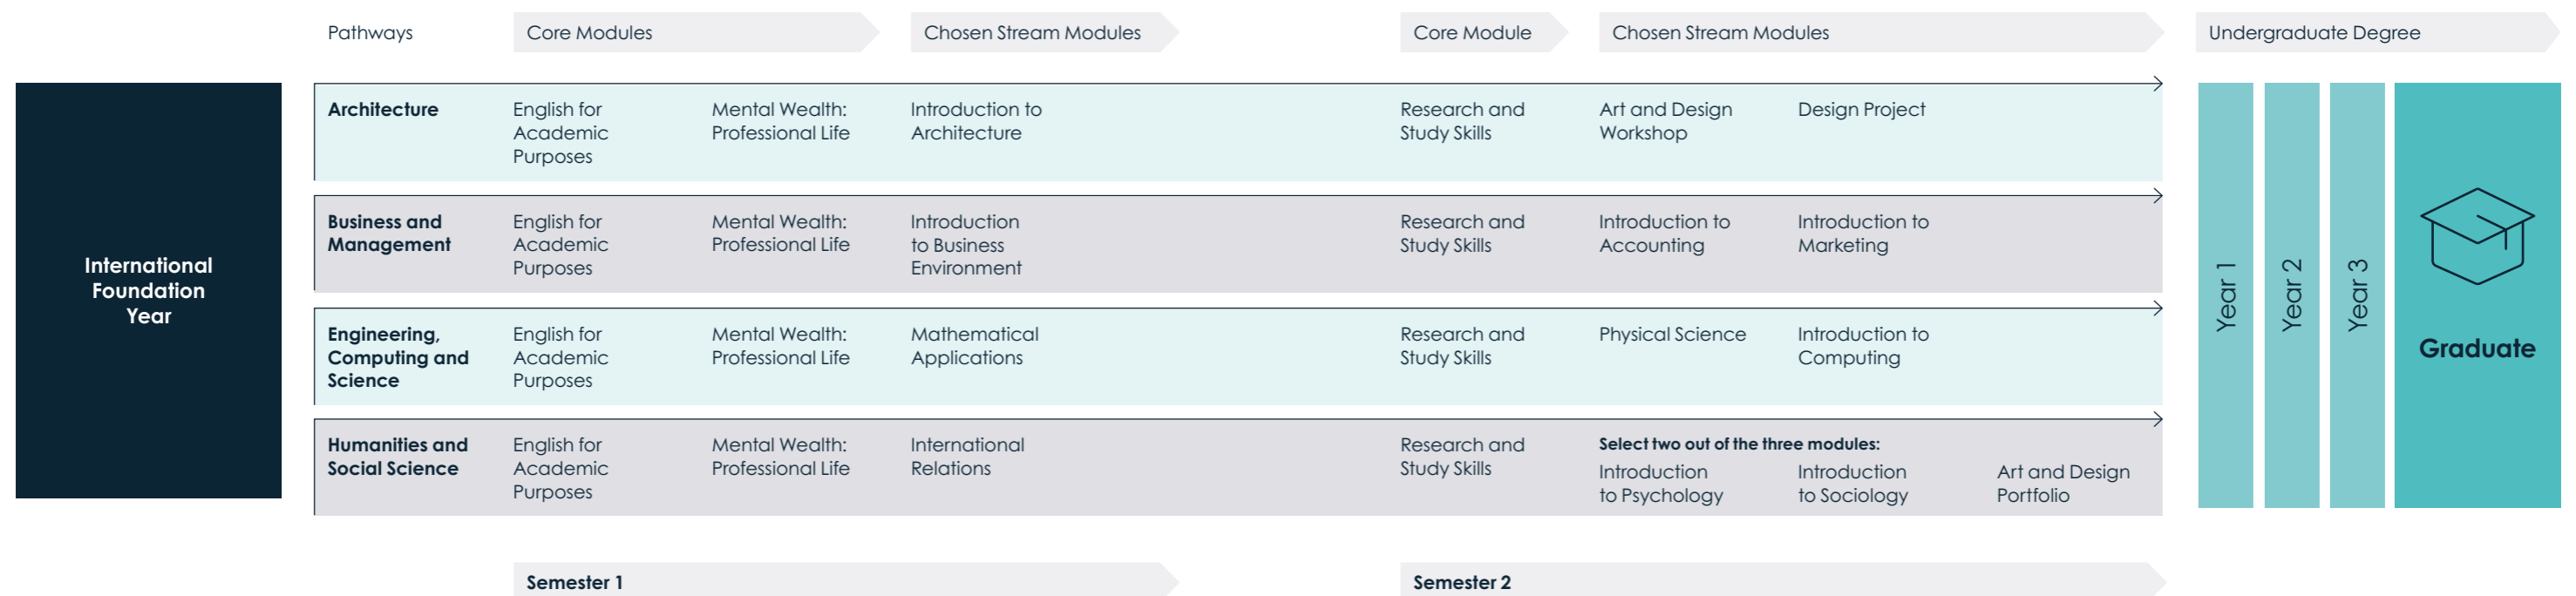 Pathways
Core Modules
Chosen Stream Modules
Core Module
Chosen Stream Modules
Undergraduate Degree
International
Foundation
Year
Architecture
English for
Academic
Purposes
Mental Wealth:
Professional Life
Introduction to
Architecture
Research and
Study Skills
Art and Design
Workshop
Design Project
Business and
Management
English for
Academic
Purposes
Mental Wealth:
Professional Life
Introduction
to Business
Environment
Research and
Study Skills
Introduction to
Accounting
Introduction to
Marketing
Engineering,
Computing and
Science
English for
Academic
Purposes
Mental Wealth:
Professional Life
Mathematical
Applications
Research and
Study Skills
Physical Science
Introduction to
Computing
Humanities and
Social Science
English for
Academic
Purposes
Mental Wealth:
Professional Life
International
Relations
Research and
Study Skills
Select two out of the three modules:
Introduction
to Psychology
Introduction
to Sociology
Art and Design
Portfolio
Year 1
Year 2
Year 3
Graduate
Semester 1
Semester 2